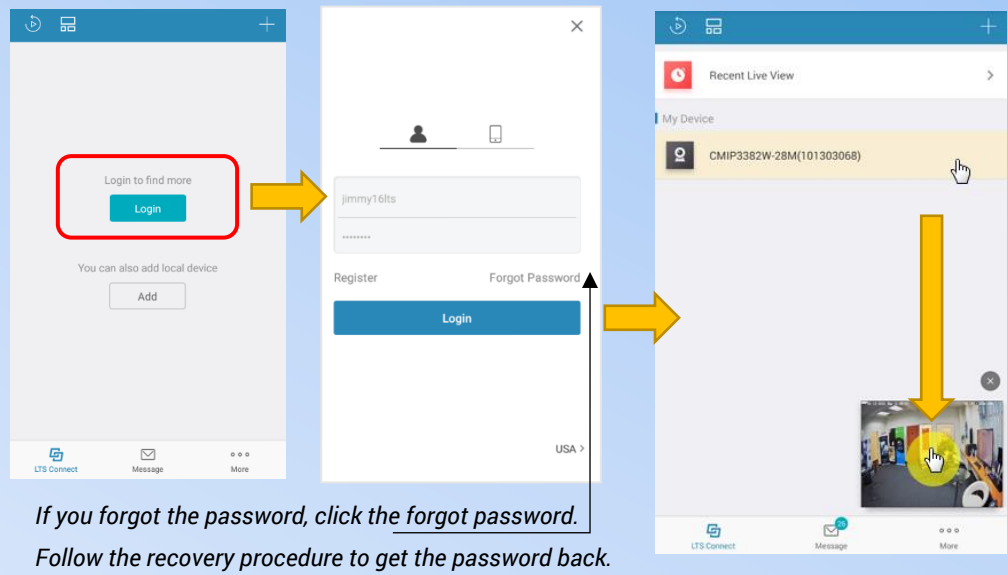 Login to find more
Login
You can also add local device
Add
LTS Connect
Message
More
jimmy16lts
········
Register
Forgot Password
Login
USA >
Recent Live View
My Device
CMIP3382W-28M(101303068)
26
LTS Connect
Message
More
If you forgot the password, click the forgot password.
Follow the recovery procedure to get the password back.